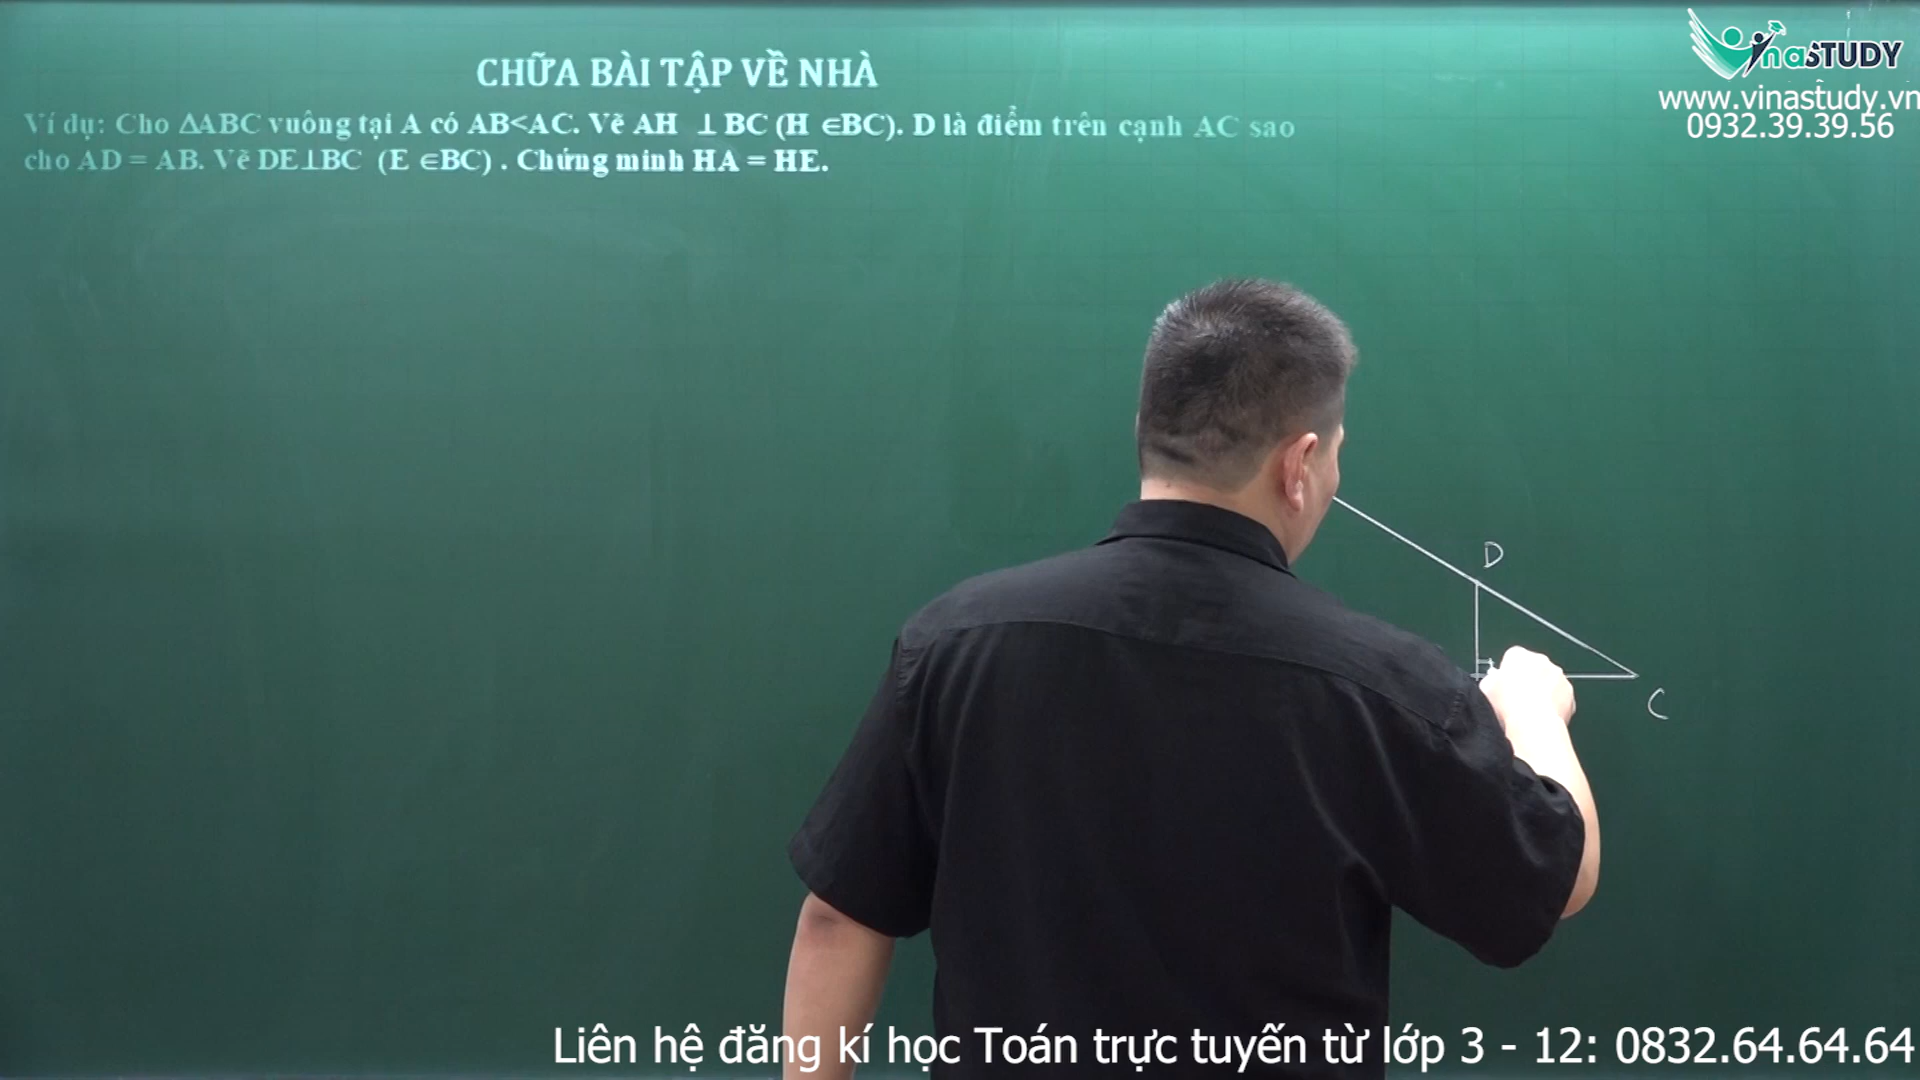 VinaSTUDY
www.vinastudy.vn
0932.39.39.56
CHỮA BÀI TẬP VỀ NHÀ
Ví dụ: Cho ΔABC vuông tại A có AB<AC. Vẽ AH ⊥ BC (H ∈BC). D là điểm trên cạnh AC sao
cho AD = AB. Vẽ DE⊥BC (E ∈BC) . Chứng minh HA = HE.
D
C
Liên hệ đăng kí học Toán trực tuyến từ lớp 3 - 12: 0832.64.64.64